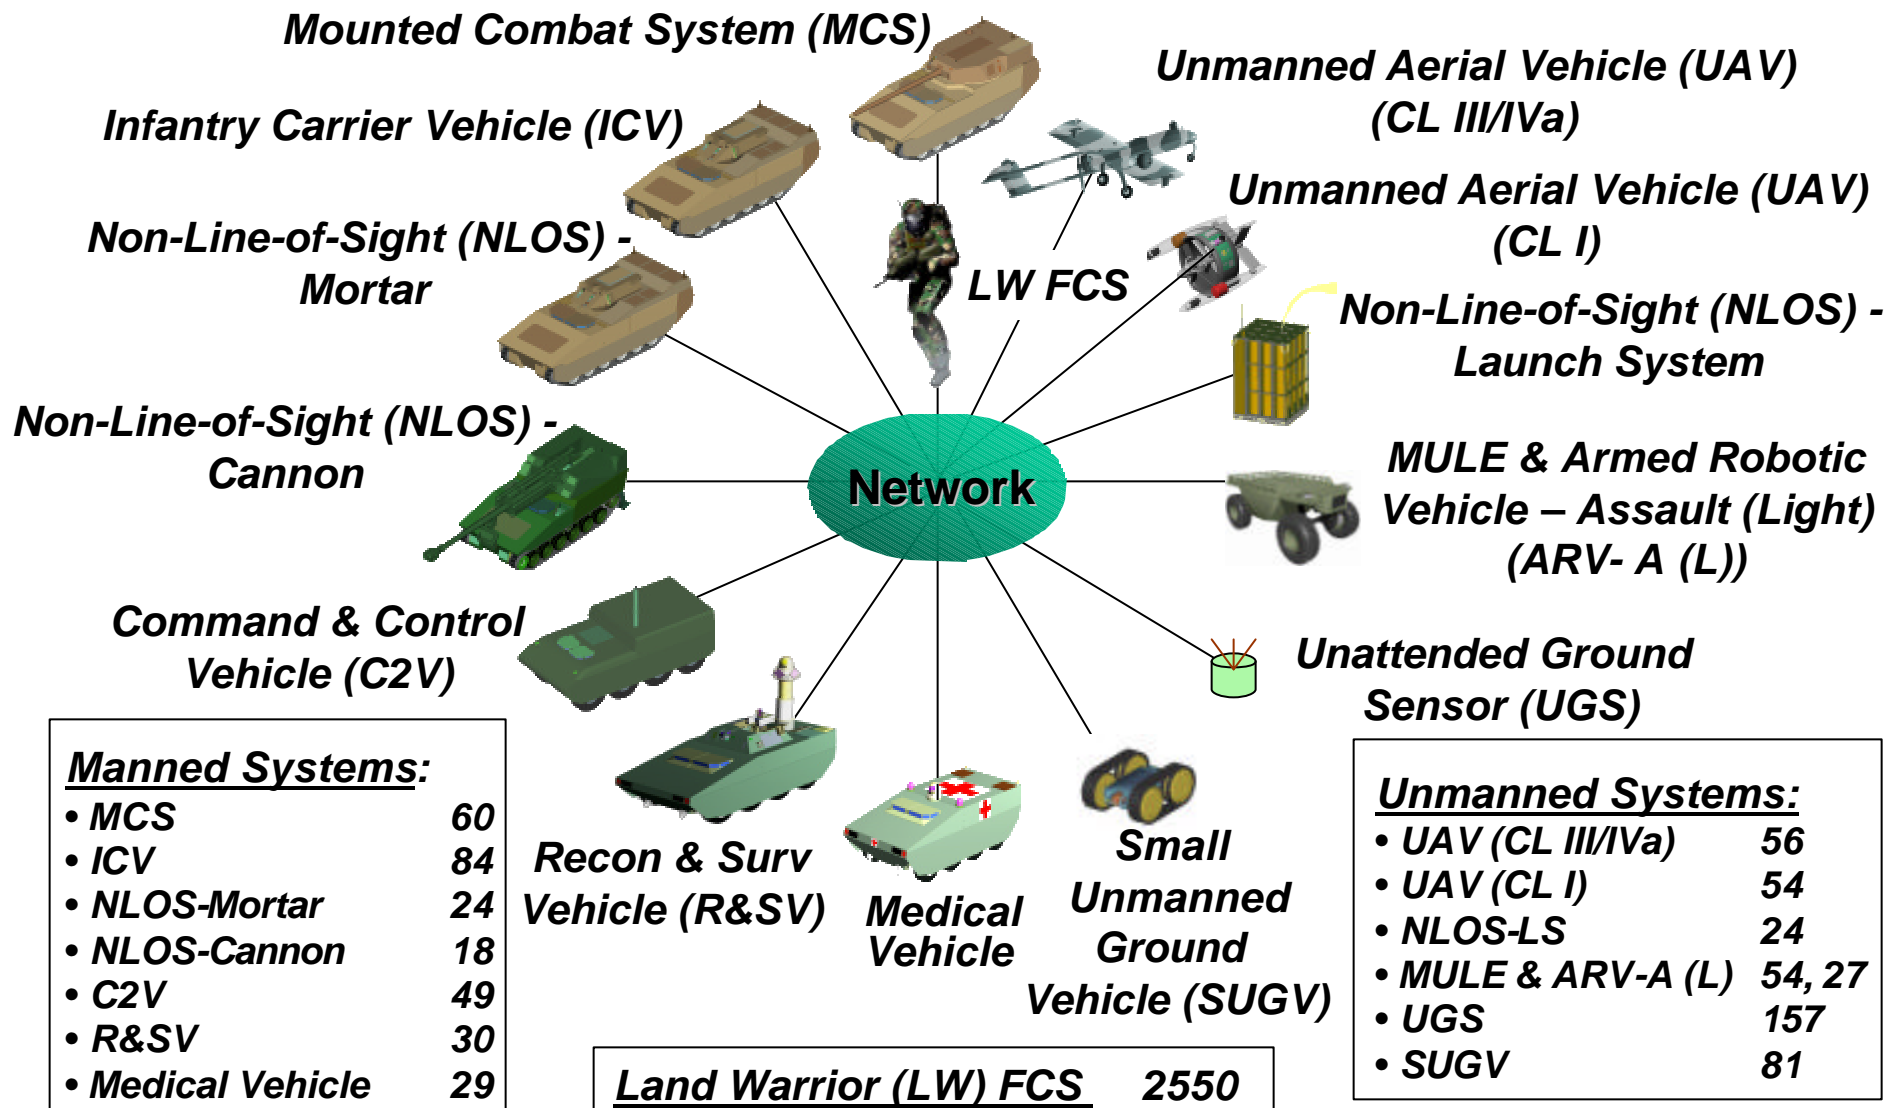 Mounted Combat System (MCS)
Unmanned Aerial Vehicle (UAV)
(CL III/IVa)
Infantry Carrier Vehicle (ICV)
Unmanned Aerial Vehicle (UAV)
(CL I)
Non-Line-of-Sight (NLOS) -
Mortar
LW FCS
Non-Line-of-Sight (NLOS) -
Launch System
Non-Line-of-Sight (NLOS) -
Cannon
Network
MULE & Armed Robotic
Vehicle – Assault (Light)
(ARV- A (L))
Command & Control
Vehicle (C2V)
Unattended Ground
Sensor (UGS)
Recon & Surv
Vehicle (R&SV)
Medical
Vehicle
Small
Unmanned
Ground
Vehicle (SUGV)
Manned Systems:
• MCS 60
• ICV 84
• NLOS-Mortar 24
• NLOS-Cannon 18
• C2V 49
• R&SV 30
• Medical Vehicle 29
Land Warrior (LW) FCS 2550
Unmanned Systems:
• UAV (CL III/IVa) 56
• UAV (CL I) 54
• NLOS-LS 24
• MULE & ARV-A (L) 54, 27
• UGS 157
• SUGV 81